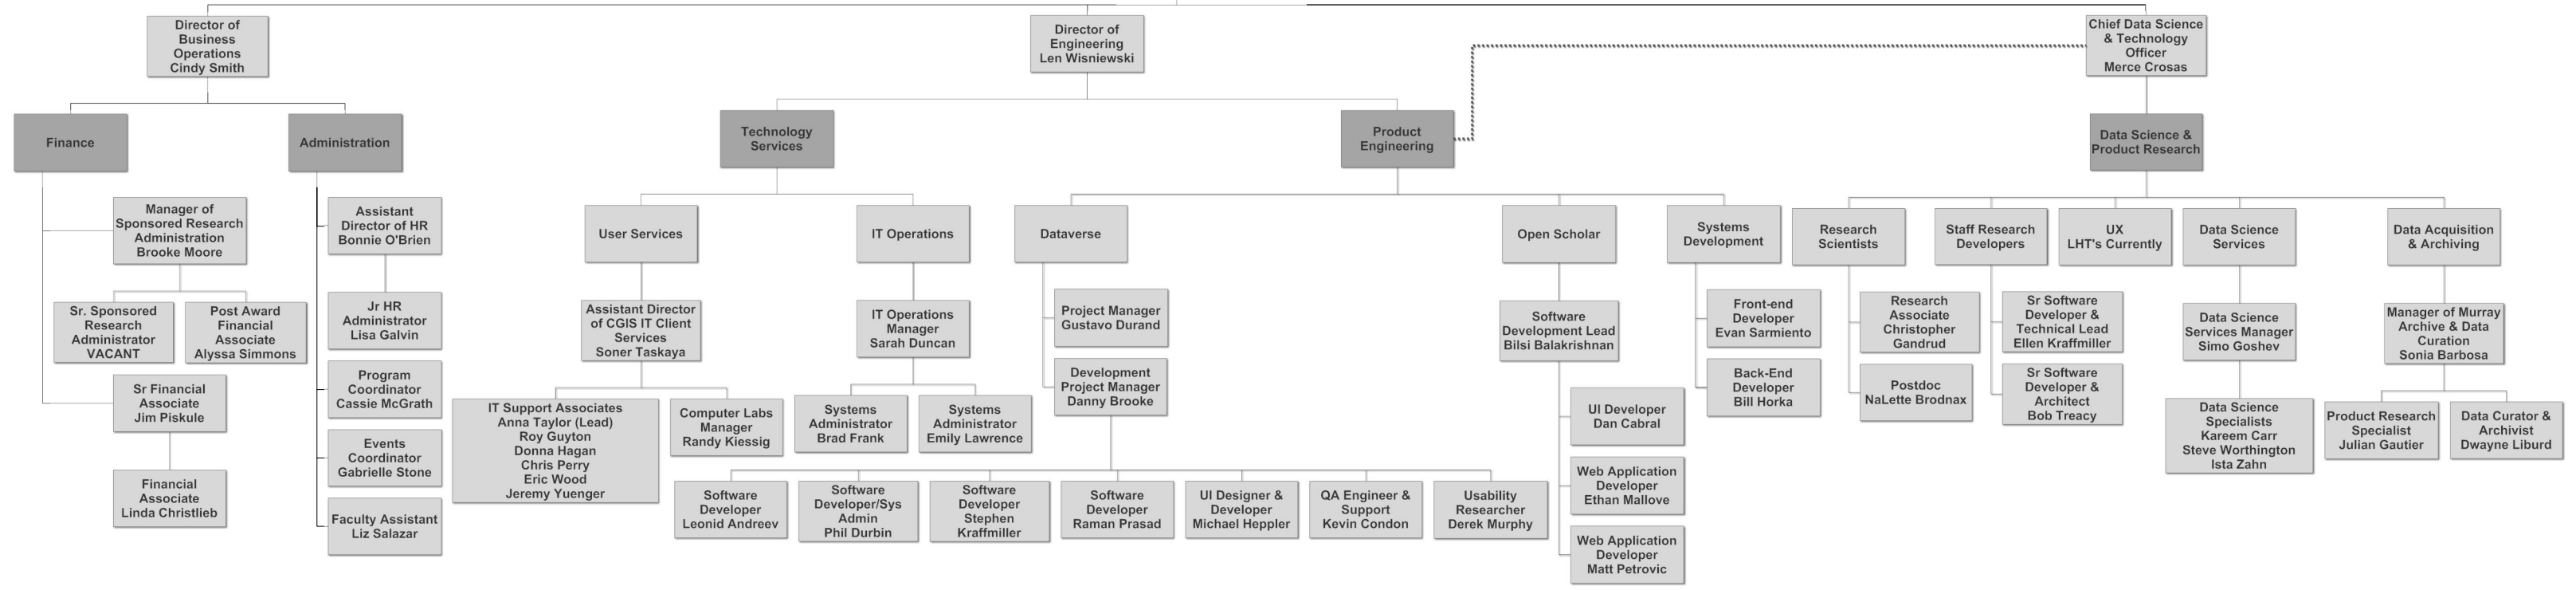 Director of
Business
Operations
Cindy Smith
Director of
Engineering
Len Wisniewski
Chief Data Science
& Technology
Officer
Merce Crosas
Finance
Administration
Technology
Services
Product
Engineering
Data Science &
Product Research
Manager of
Sponsored Research
Administration
Brooke Moore
Sr. Sponsored
Research
Administrator
VACANT
Post Award
Financial
Associate
Alyssa Simmons
Sr Financial
Associate
Jim Piskule
Financial
Associate
Linda Christlieb
Assistant
Director of HR
Bonnie O'Brien
Jr HR
Administrator
Lisa Galvin
Program
Coordinator
Cassie McGrath
Events
Coordinator
Gabrielle Stone
Faculty Assistant
Liz Salazar
User Services
Assistant Director
of CGIS IT Client
Services
Soner Taskaya
IT Support Associates
Anna Taylor (Lead)
Roy Guyton
Donna Hagan
Chris Perry
Eric Wood
Jeremy Yuenger
Computer Labs
Manager
Randy Kiessig
IT Operations
IT Operations
Manager
Sarah Duncan
Systems
Administrator
Brad Frank
Systems
Administrator
Emily Lawrence
Dataverse
Project Manager
Gustavo Durand
Development
Project Manager
Danny Brooke
Software
Developer
Leonid Andreev
Software
Developer/Sys
Admin
Phil Durbin
Software
Developer
Stephen
Kraffmiller
Software
Developer
Raman Prasad
UI Designer &
Developer
Michael Heppler
QA Engineer &
Support
Kevin Condon
Usability
Researcher
Derek Murphy
Open Scholar
Software
Development Lead
Bilsi Balakrishnan
UI Developer
Dan Cabral
Web Application
Developer
Ethan Mallove
Web Application
Developer
Matt Petrovic
Systems
Development
Front-end
Developer
Evan Sarmiento
Back-End
Developer
Bill Horka
Research
Scientists
Research
Associate
Christopher
Gandrud
Postdoc
NaLette Brodnax
Staff Research
Developers
Sr Software
Developer &
Technical Lead
Ellen Kraffmiller
Sr Software
Developer &
Architect
Bob Treacy
UX
LHT's Currently
Data Science
Services
Data Science
Services Manager
Simo Goshev
Data Science
Specialists
Kareem Carr
Steve Worthington
Ista Zahn
Data Acquisition
& Archiving
Manager of Murray
Archive & Data
Curation
Sonia Barbosa
Product Research
Specialist
Julian Gautier
Data Curator &
Archivist
Dwayne Liburd